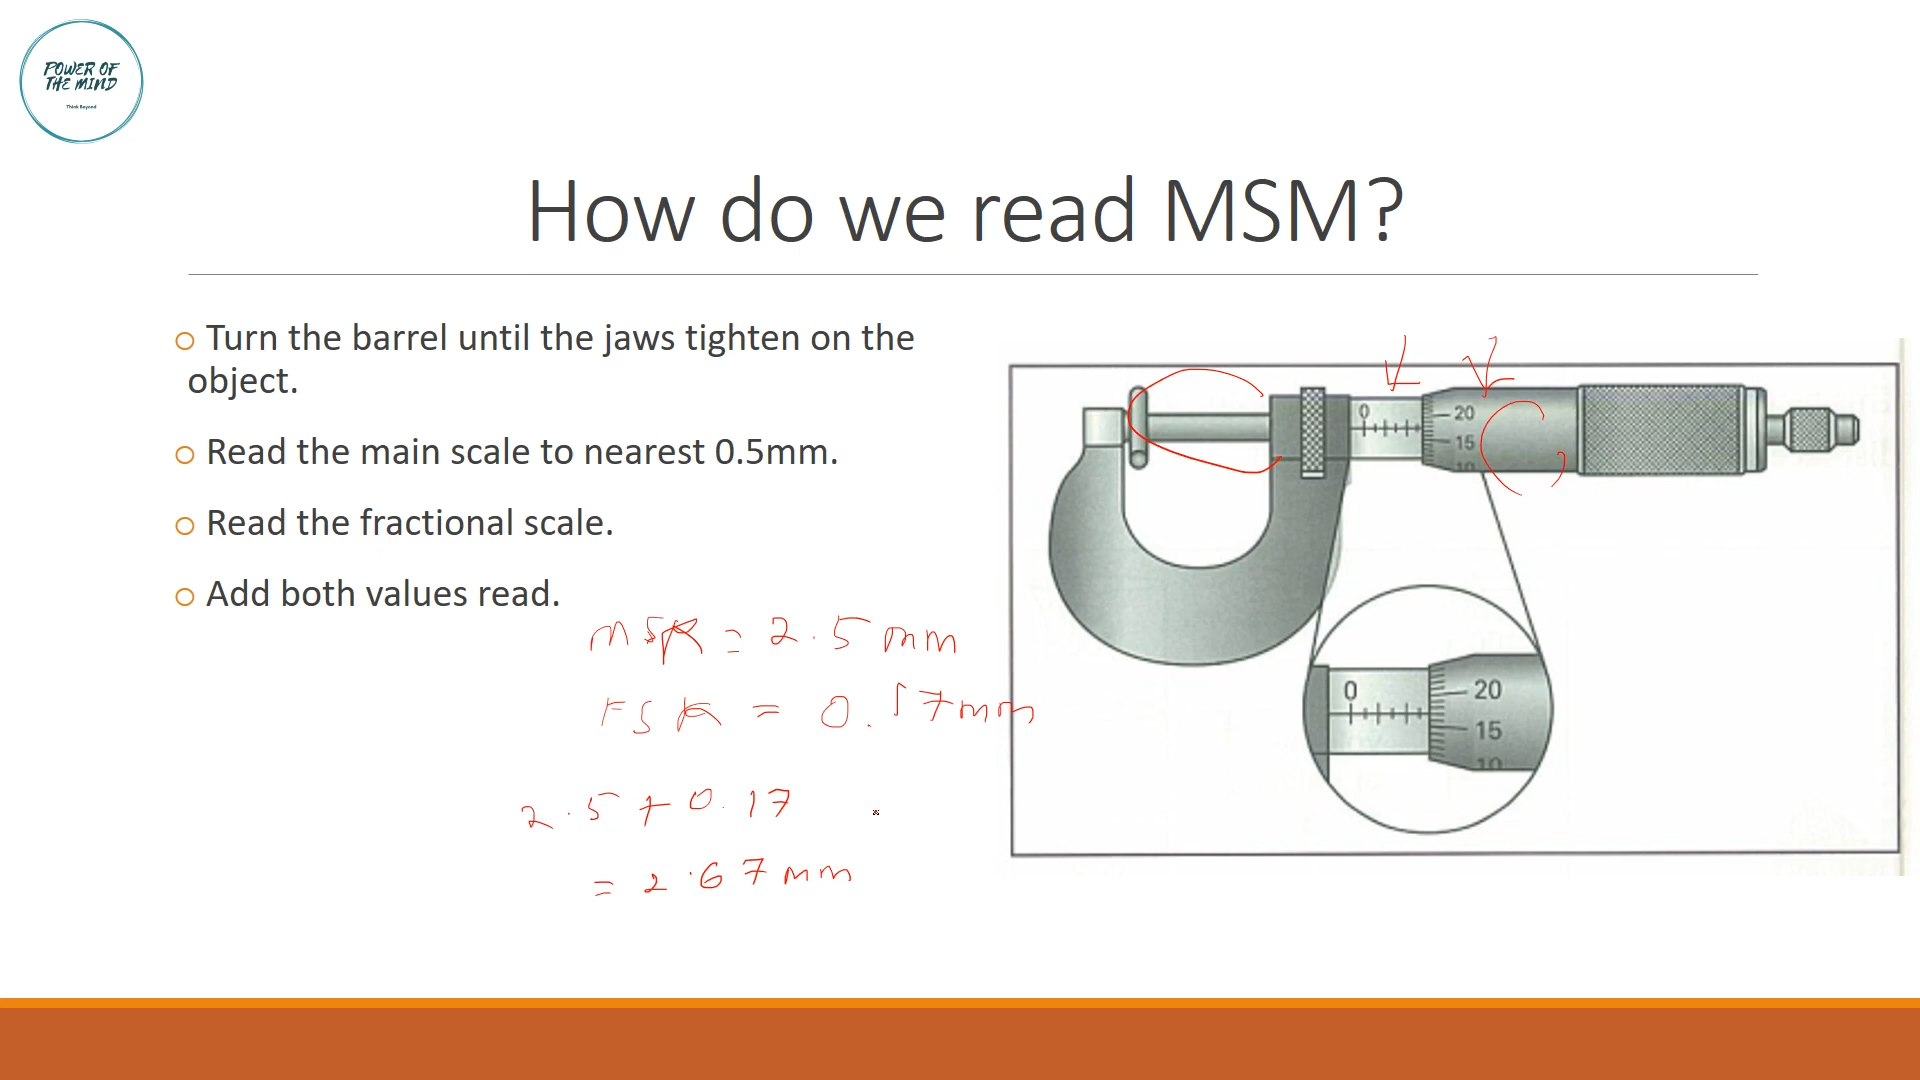 POWER OF
THE MIND
Think Beyond
How do we read MSM?
Turn the barrel until the jaws tighten on the
object.
Read the main scale to nearest 0.5mm.
Read the fractional scale.
Add both values read.
MSR = 2.5 mm
FSR = 0.17mm
2.5 + 0.17
= 2.67 mm
0
20
15
10
0
20
15
10